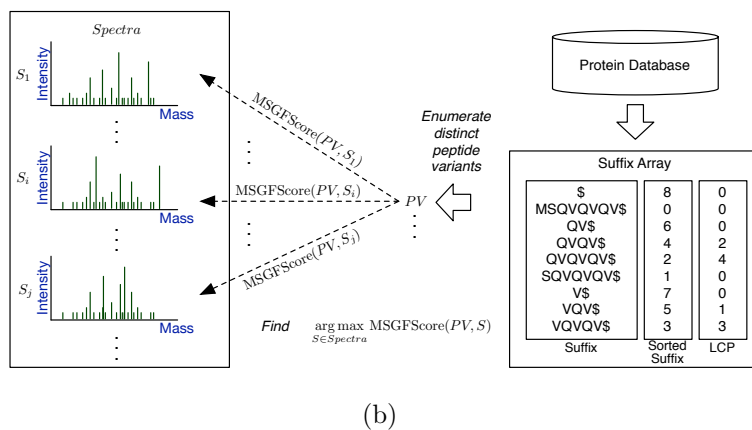 Spectra
S1
Intensity
Mass
Si
Intensity
Mass
Sj
Intensity
Mass
MSGFScore(PV, S1)
MSGFScore(PV, Si)
MSGFScore(PV, Sj)
PV
Enumerate
distinct
peptide
variants
Find arg max MSGFScore(PV, S)
S∈Spectra
Protein Database
Suffix Array
$ 8 0
MSQVQVQV$ 0 0
QV$ 6 0
QVQV$ 4 2
QVQVQV$ 2 4
SQVQVQV$ 1 0
V$ 7 0
VQV$ 5 1
VQVQV$ 3 3
Suffix Sorted Suffix LCP
(b)